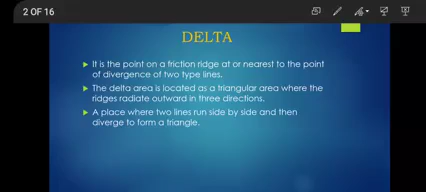 2 OF 16
DELTA
It is the point on a friction ridge at or nearest to the point
of divergence of two type lines.
The delta area is located as a triangular area where the
ridges radiate outward in three directions.
A place where two lines run side by side and then
diverge to form a triangle.